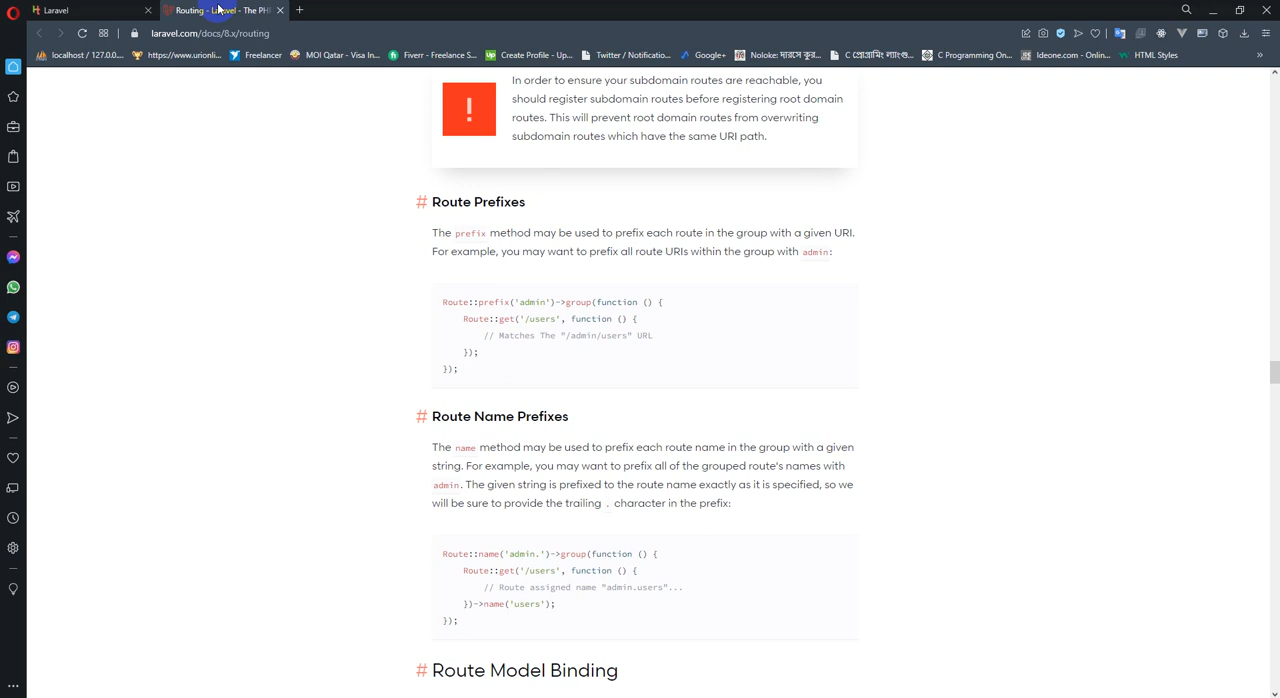 Laravel
Routing - Laravel - The PHP
laravel.com/docs/8.x/routing
localhost / 127.0.0....
https://www.urionli...
Freelancer
MOI Qatar - Visa In...
Fiverr - Freelance S...
Create Profile - Up...
Twitter / Notificatio...
Google+
Noloke: দারসে কুর...
C প্রোগ্রামিং ল্যাংগু...
C Programming On...
Ideone.com - Onlin...
HTML Styles
In order to ensure your subdomain routes are reachable, you
should register subdomain routes before registering root domain
routes. This will prevent root domain routes from overwriting
subdomain routes which have the same URI path.
# Route Prefixes
The prefix method may be used to prefix each route in the group with a given URI.
For example, you may want to prefix all route URIs within the group with admin:
Route::prefix('admin')->group(function () {
Route::get('/users', function () {
// Matches The "/admin/users" URL
});
});
# Route Name Prefixes
The name method may be used to prefix each route name in the group with a given
string. For example, you may want to prefix all of the grouped route's names with
admin. The given string is prefixed to the route name exactly as it is specified, so we
will be sure to provide the trailing . character in the prefix:
Route::name('admin.')->group(function () {
Route::get('/users', function () {
// Route assigned name "admin.users"...
})->name('users');
});
# Route Model Binding